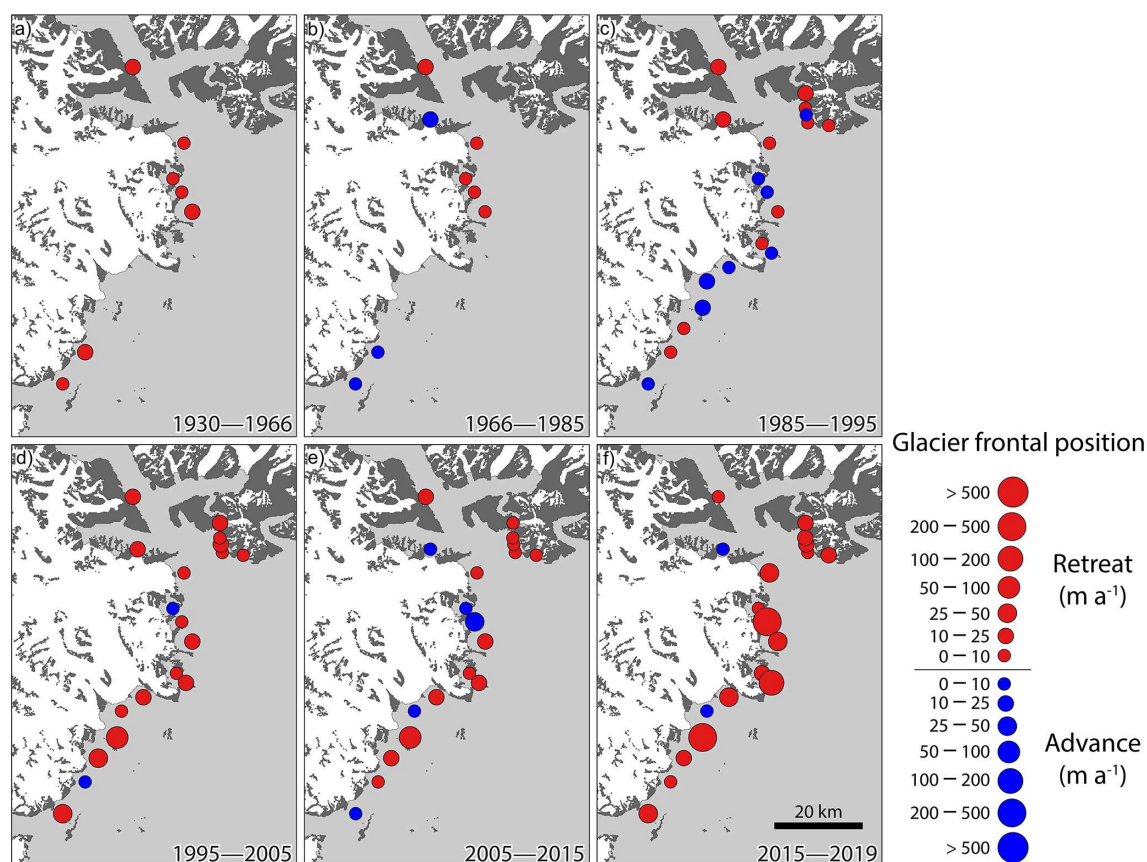 a)
b)
c)
1930—1966
1966—1985
1985—1995
d)
e)
f)
1995—2005
2005—2015
20 km
2015—2019
Glacier frontal position
> 500
200 — 500
100 — 200
50 — 100
25 — 50
10 — 25
0 — 10
Retreat
(m a⁻¹)
0 — 10
10 — 25
25 — 50
50 — 100
100 — 200
200 — 500
> 500
Advance
(m a⁻¹)